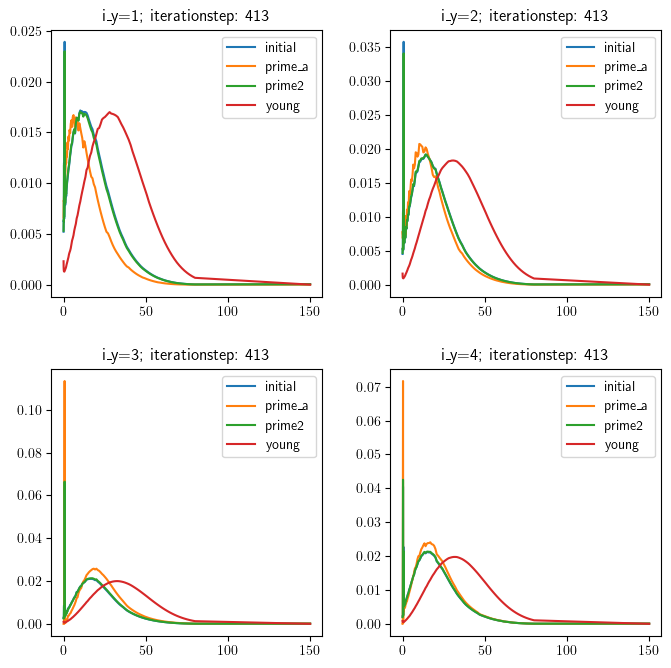 i_y=1; iterationstep: 413
0.025
0.020
0.015
0.010
0.005
0.000
0
50
100
150
initial
prime_a
prime2
young
i_y=2; iterationstep: 413
0.035
0.030
0.025
0.020
0.015
0.010
0.005
0.000
0
50
100
150
initial
prime_a
prime2
young
i_y=3; iterationstep: 413
0.10
0.08
0.06
0.04
0.02
0.00
0
50
100
150
initial
prime_a
prime2
young
i_y=4; iterationstep: 413
0.07
0.06
0.05
0.04
0.03
0.02
0.01
0.00
0
50
100
150
initial
prime_a
prime2
young